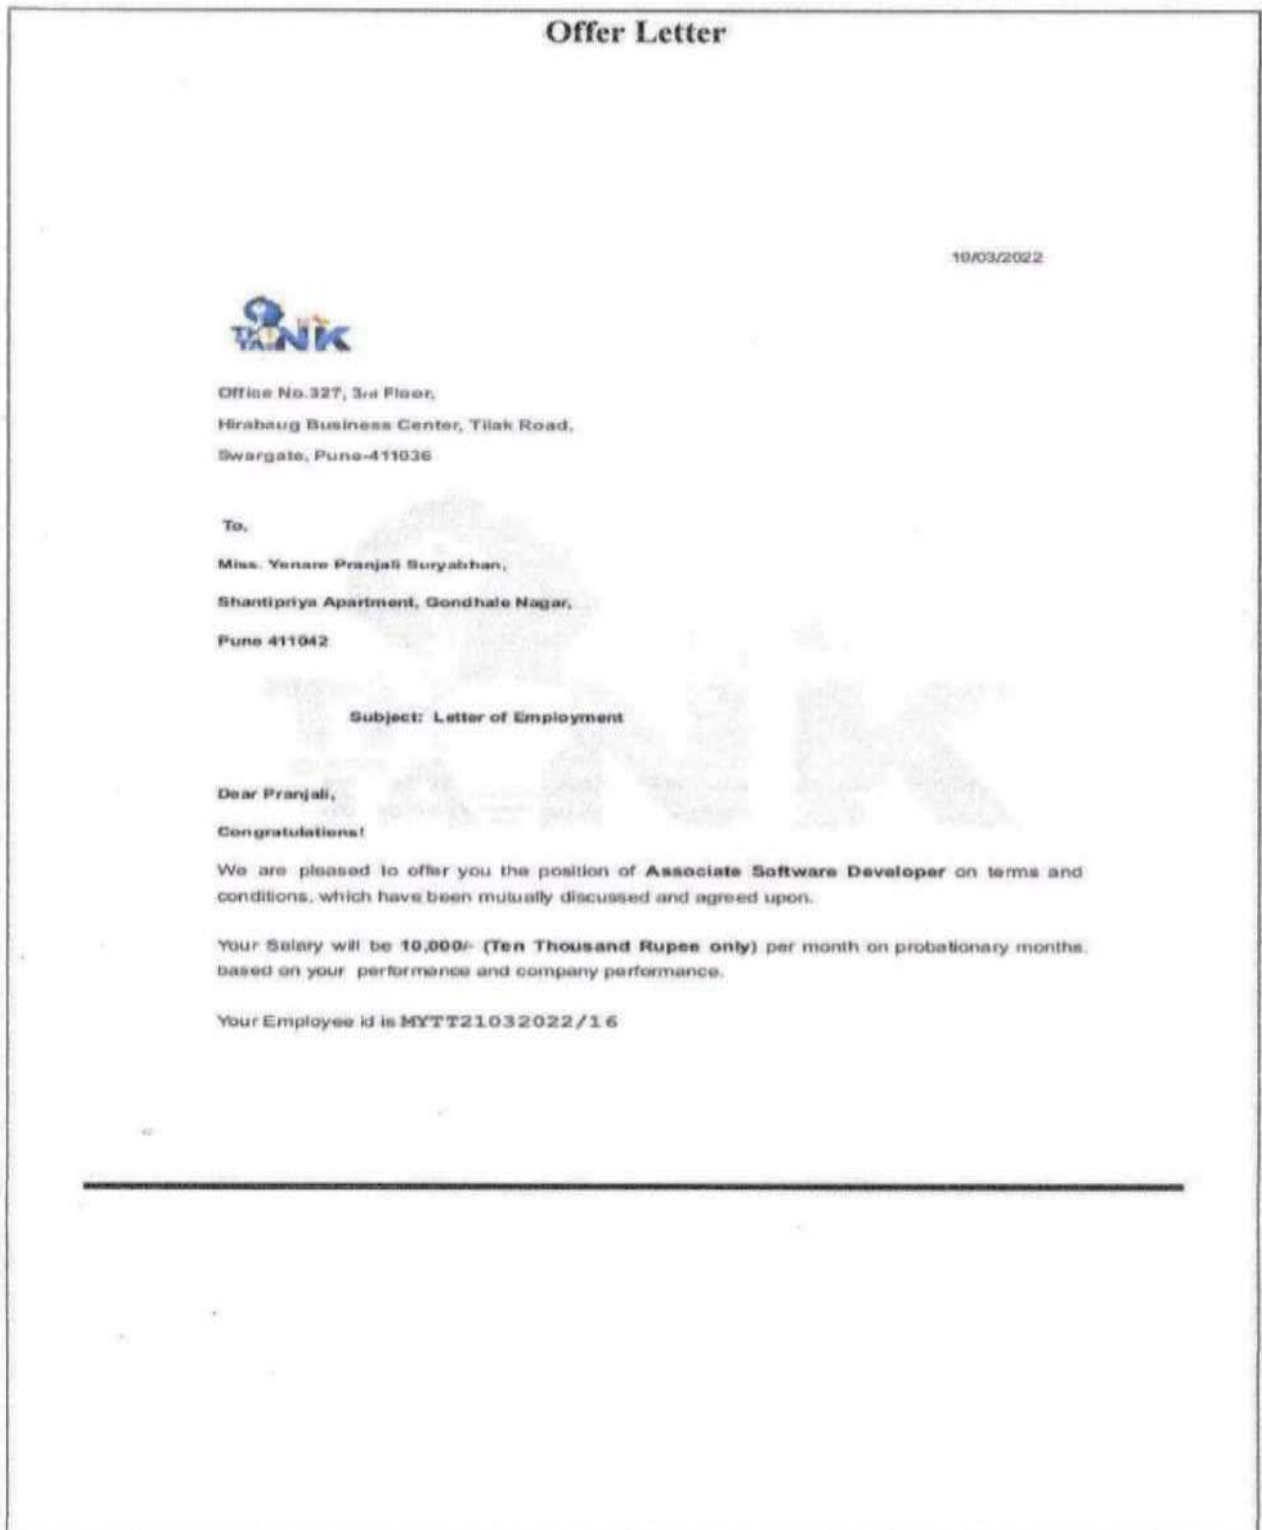 Offer Letter
10/03/2022
Office No.327, 3rd Floor,
Hirabaug Business Center, Tilak Road,
Swargate, Pune-411036
To,
Miss. Yenare Pranjali Suryabhan,
Shantipriya Apartment, Gondhale Nagar,
Pune 411042
Subject: Letter of Employment
Dear Pranjali,
Congratulations!
We are pleased to offer you the position of Associate Software Developer on terms and
conditions, which have been mutually discussed and agreed upon.
Your Salary will be 10,000/- (Ten Thousand Rupee only) per month on probationary months.
based on your performance and company performance.
Your Employee id is MYTT21032022/16